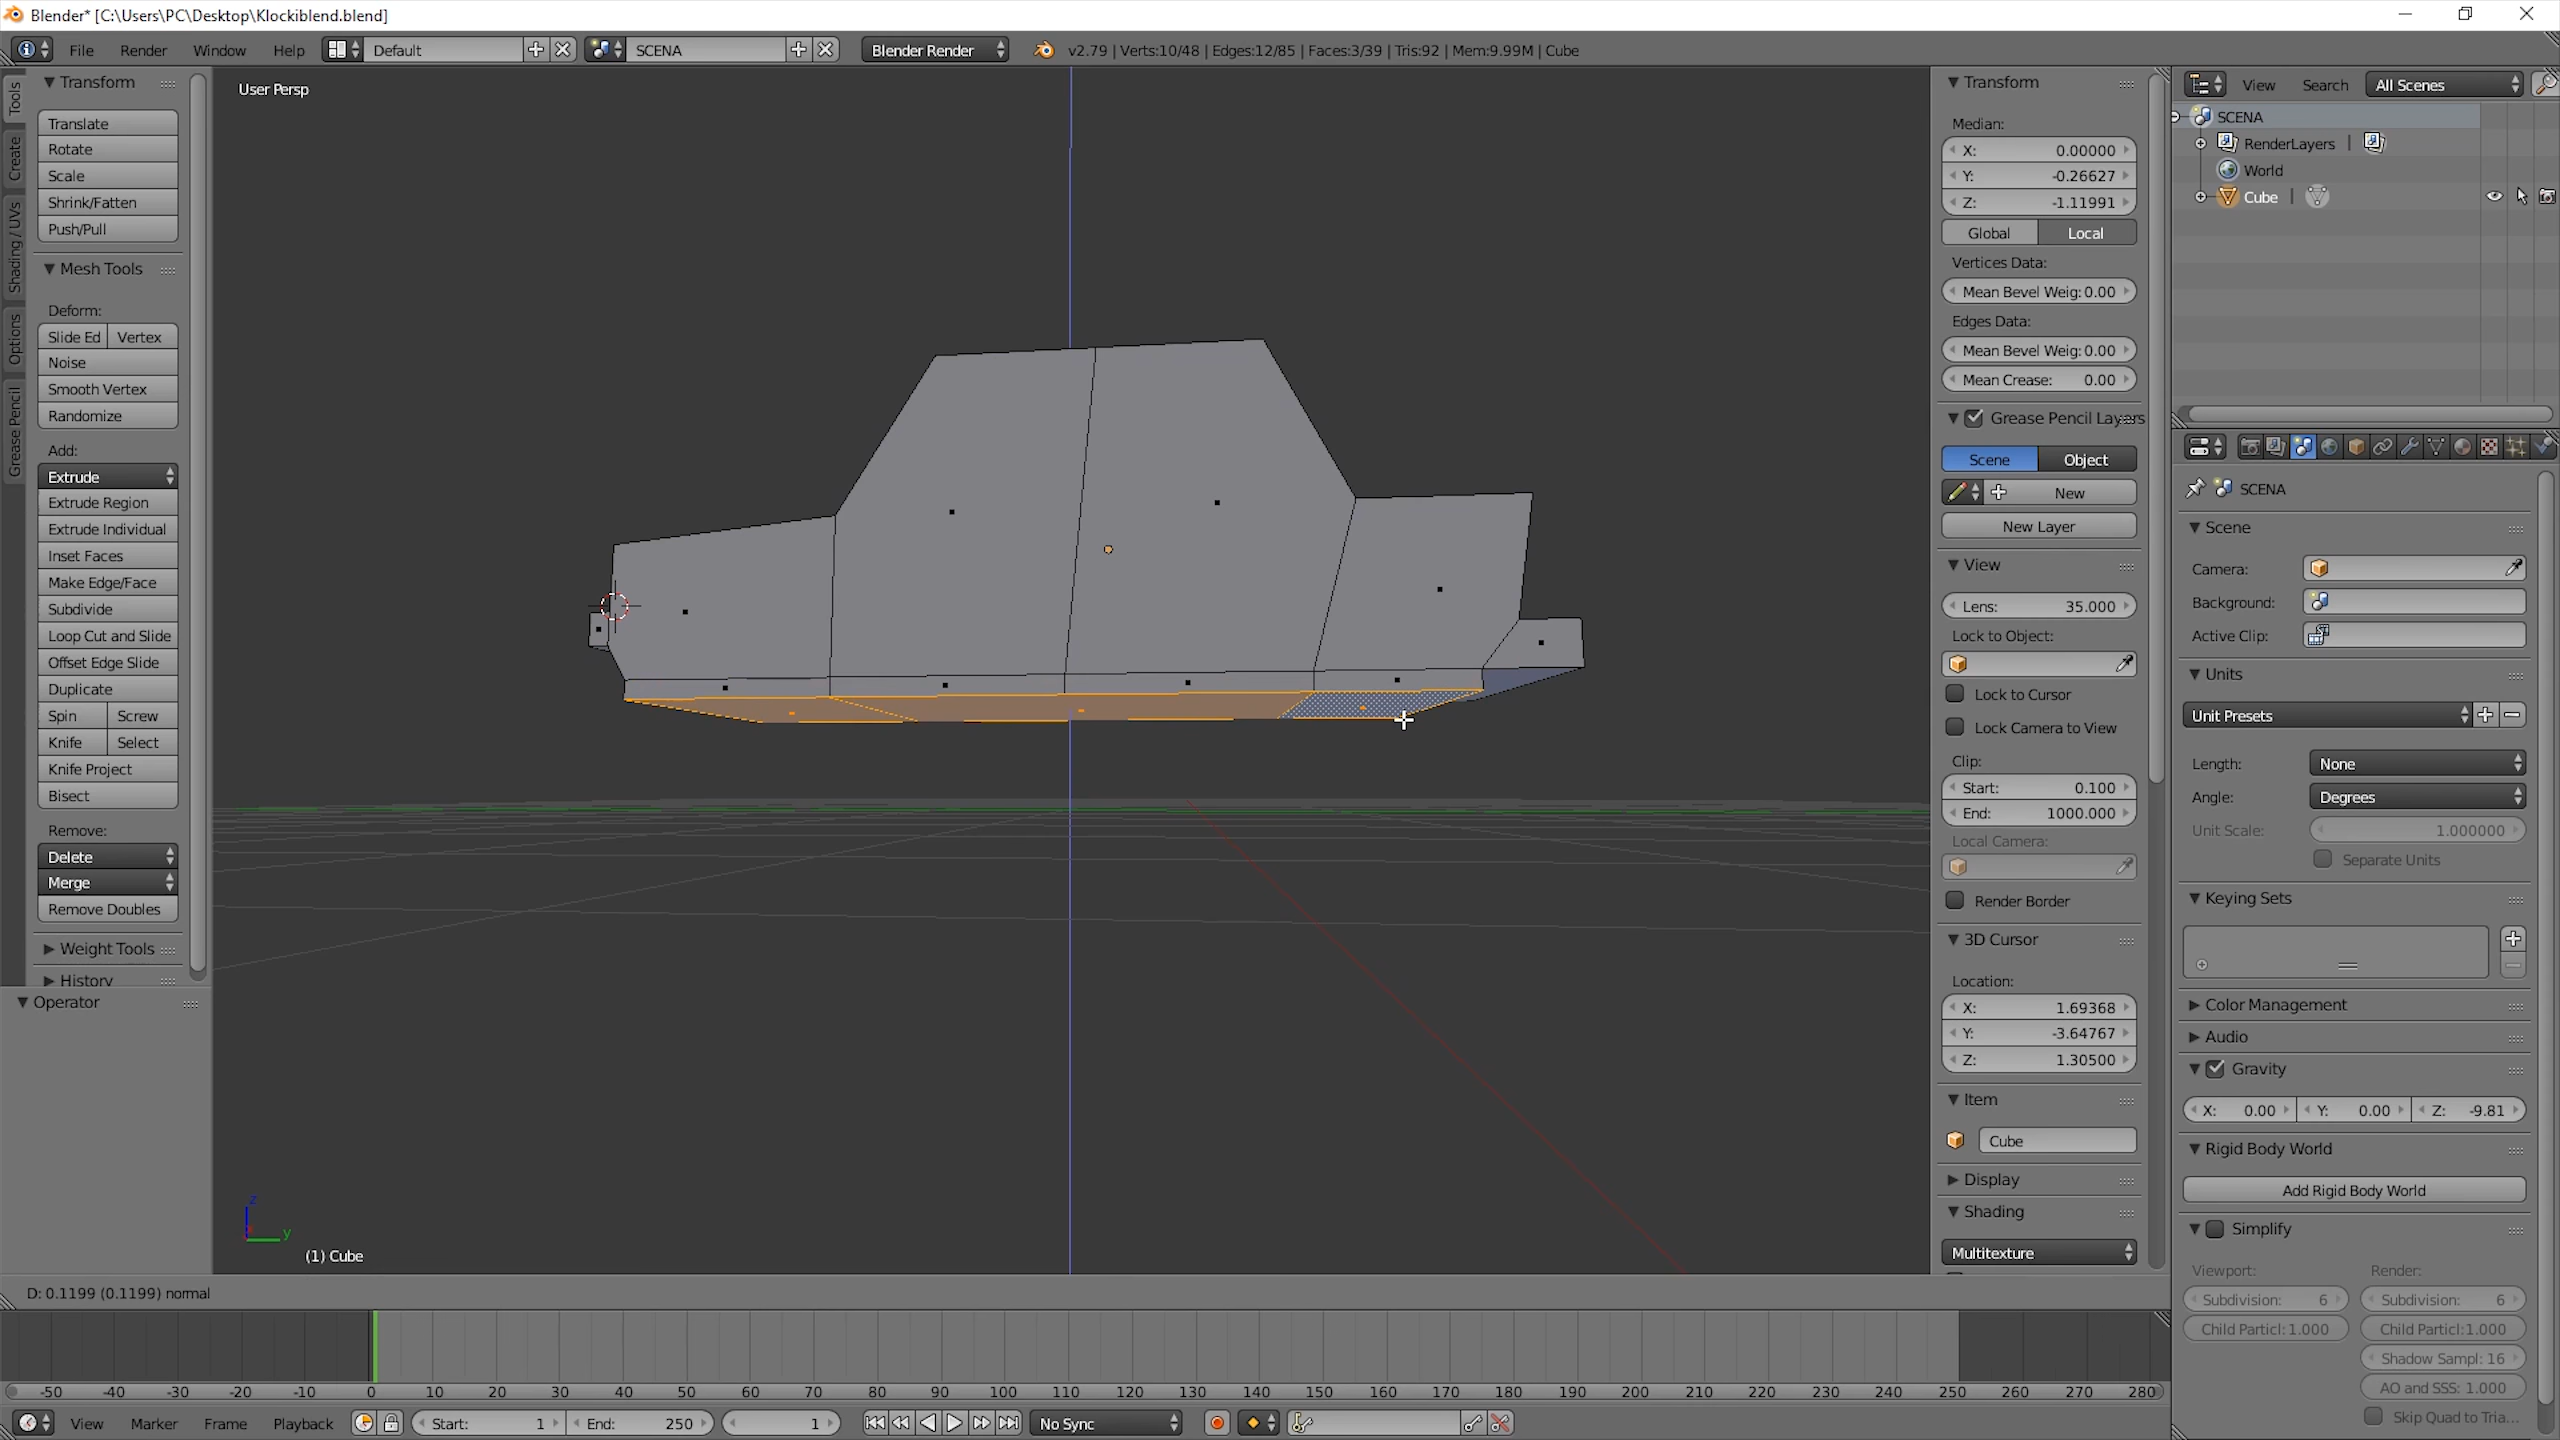 Blender* [C:\Users\PC\Desktop\Klockiblend.blend]
File Render Window Help Default SCENA Blender Render v2.79 | Verts:10/48 | Edges:12/85 | Faces:3/39 | Tris:92 | Mem:9.99M | Cube
Tools
Create
Shading / UVs
Options
Grease Pencil
Transform
Translate
Rotate
Scale
Shrink/Fatten
Push/Pull
Mesh Tools
Deform:
Slide Ed Vertex
Noise
Smooth Vertex
Randomize
Add:
Extrude
Extrude Region
Extrude Individual
Inset Faces
Make Edge/Face
Subdivide
Loop Cut and Slide
Offset Edge Slide
Duplicate
Spin Screw
Knife Select
Knife Project
Bisect
Remove:
Delete
Merge
Remove Doubles
Weight Tools
History
Operator
User Persp
z
y
(1) Cube
D: 0.1199 (0.1199) normal
Transform
Median:
X: 0.00000
Y: -0.26627
Z: -1.11991
Global Local
Vertices Data:
Mean Bevel Weig: 0.00
Edges Data:
Mean Bevel Weig: 0.00
Mean Crease: 0.00
Grease Pencil Layers
Scene Object
New
New Layer
View
Lens: 35.000
Lock to Object:
Lock to Cursor
Lock Camera to View
Clip:
Start: 0.100
End: 1000.000
Local Camera:
Render Border
3D Cursor
Location:
X: 1.69368
Y: -3.64767
Z: 1.30500
Item
Cube
Display
Shading
Multitexture
View Search All Scenes
SCENA
RenderLayers |
World
Cube |
SCENA
Scene
Camera:
Background:
Active Clip:
Units
Unit Presets
Length: None
Angle: Degrees
Unit Scale: 1.000000
Separate Units
Keying Sets
Color Management
Audio
Gravity
X: 0.00 Y: 0.00 Z: -9.81
Rigid Body World
Add Rigid Body World
Simplify
Viewport: Render:
Subdivision: 6 Subdivision: 6
Child Particl: 1.000 Child Particl: 1.000
Shadow Sampl: 16
AO and SSS: 1.000
Skip Quad to Tria...
-50 -40 -30 -20 -10 0 10 20 30 40 50 60 70 80 90 100 110 120 130 140 150 160 170 180 190 200 210 220 230 240 250 260 270 280
View Marker Frame Playback Start: 1 End: 250 1 No Sync